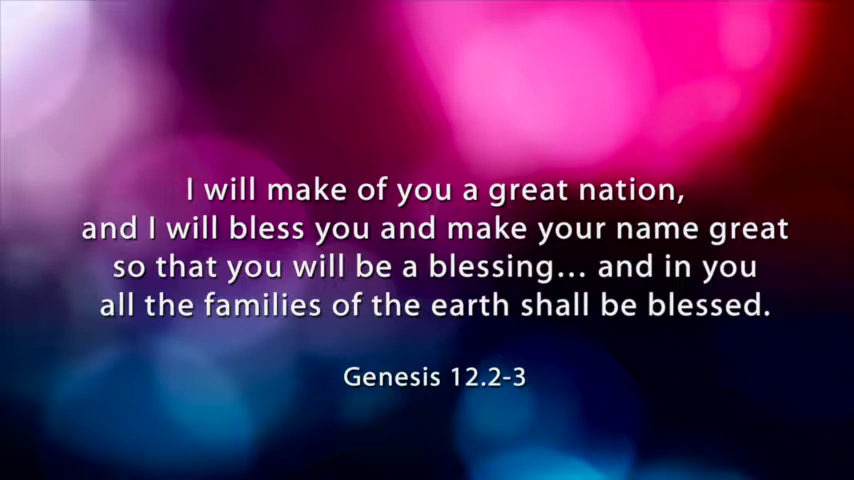 I will make of you a great nation,
and I will bless you and make your name great
so that you will be a blessing… and in you
all the families of the earth shall be blessed.
Genesis 12.2-3